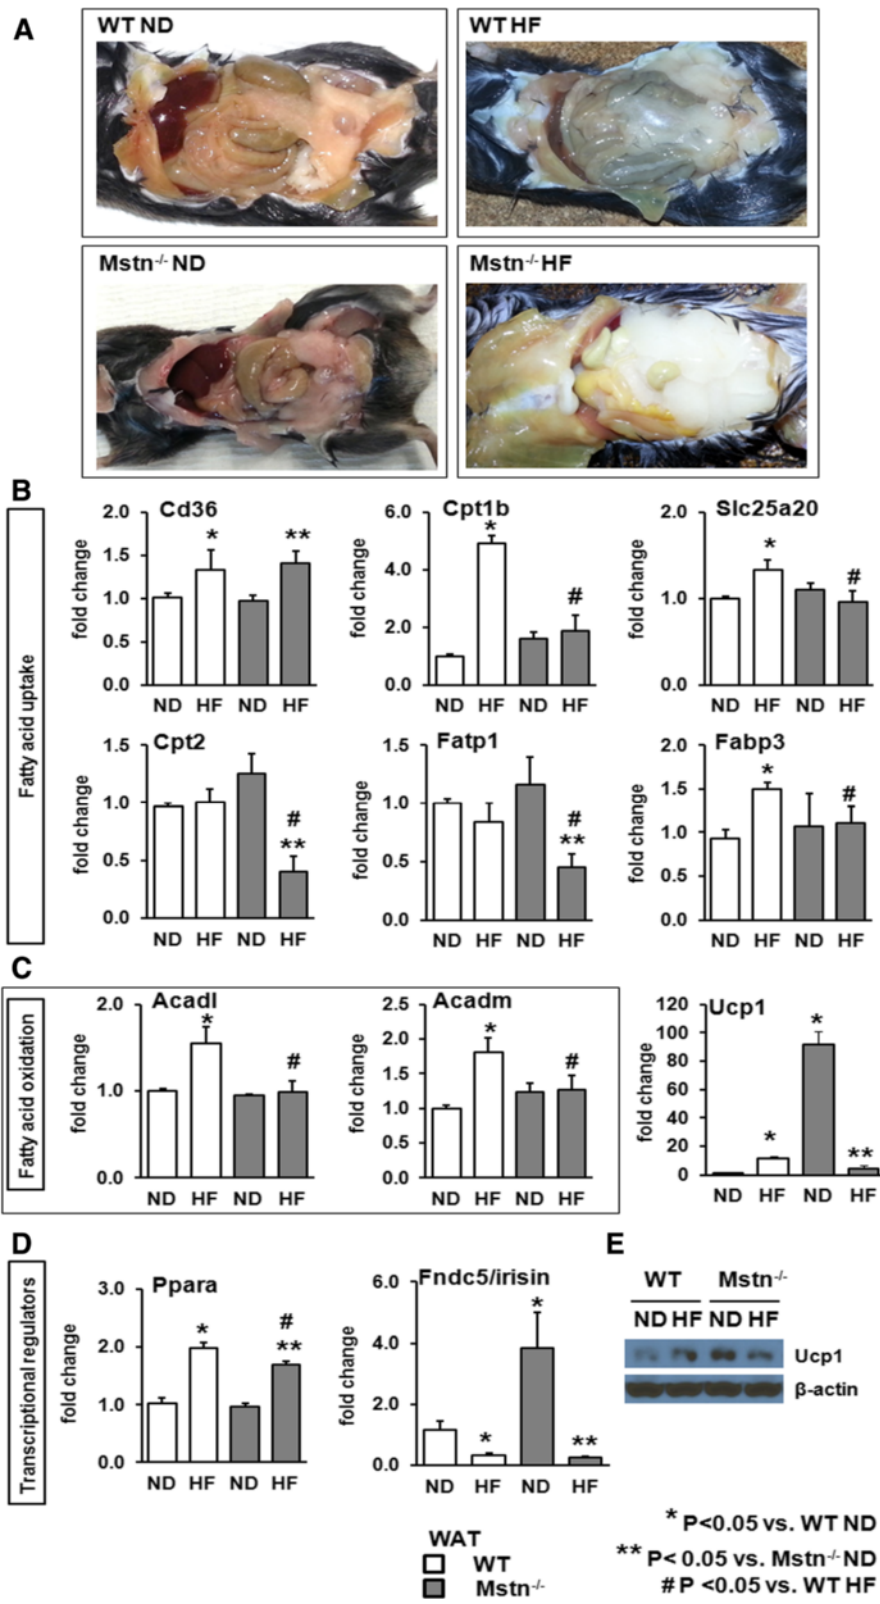 A
WT ND
WT HF
Mstn-/- ND
Mstn-/- HF
B
Fatty acid uptake
Cd36
fold change
2.0
1.5
1.0
0.5
0.0
*
**
ND HF ND HF
Cpt1b
fold change
6.0
4.0
2.0
0.0
*
#
ND HF ND HF
Slc25a20
fold change
2.0
1.0
0.0
*
#
ND HF ND HF
Cpt2
fold change
1.5
1.0
0.5
0.0
#
**
ND HF ND HF
Fatp1
fold change
1.5
1.0
0.5
0.0
#
**
ND HF ND HF
Fabp3
fold change
2.0
1.5
1.0
0.5
0.0
*
#
ND HF ND HF
C
Fatty acid oxidation
Acadl
fold change
2.0
1.0
0.0
*
#
ND HF ND HF
Acadm
fold change
2.5
2.0
1.5
1.0
0.5
0.0
*
#
ND HF ND HF
Ucp1
fold change
120
100
80
60
40
20
0
*
*
**
ND HF ND HF
D
Transcriptional regulators
Ppara
fold change
3.0
2.0
1.0
0.0
*
#
**
ND HF ND HF
Fndc5/irisin
fold change
6.0
4.0
2.0
0.0
*
*
**
ND HF ND HF
E
WT Mstn-/-
ND HF ND HF
Ucp1
β-actin
WAT
WT
Mstn-/-
* P<0.05 vs. WT ND
** P< 0.05 vs. Mstn-/- ND
# P <0.05 vs. WT HF